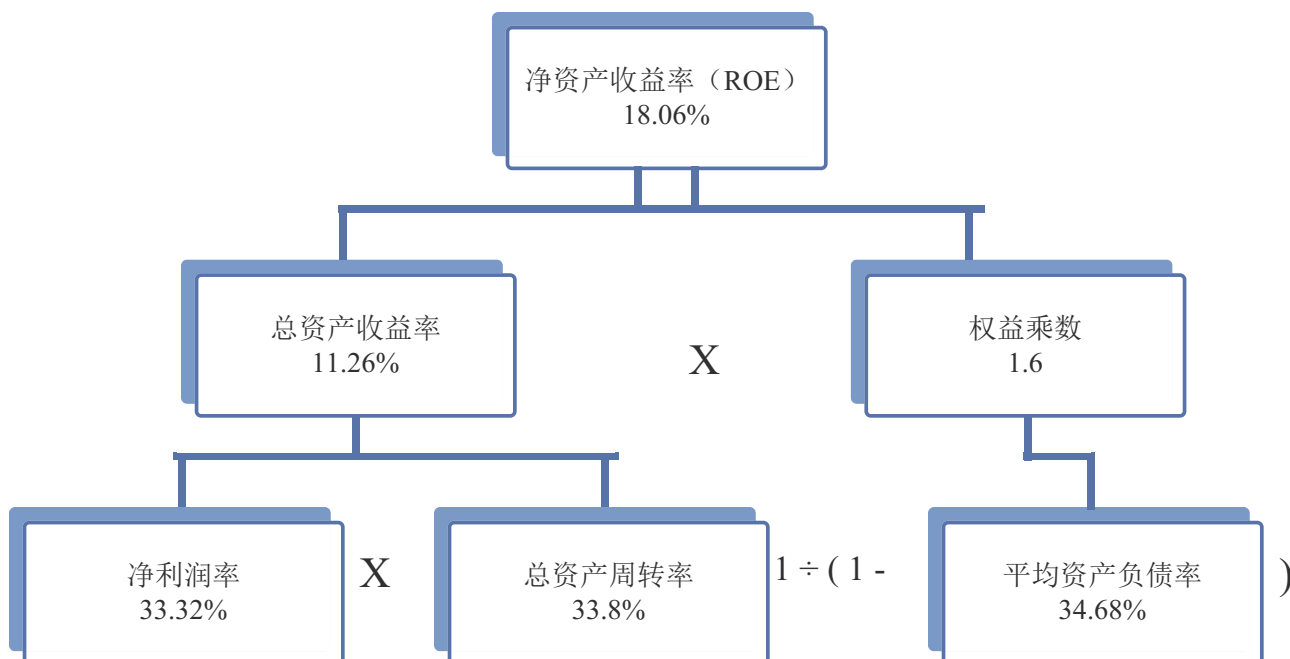 净资产收益率（ROE）
18.06%
总资产收益率
11.26%
X
权益乘数
1.6
净利润率
33.32%
X
总资产周转率
33.8%
1 ÷ ( 1 -
平均资产负债率
34.68%
)